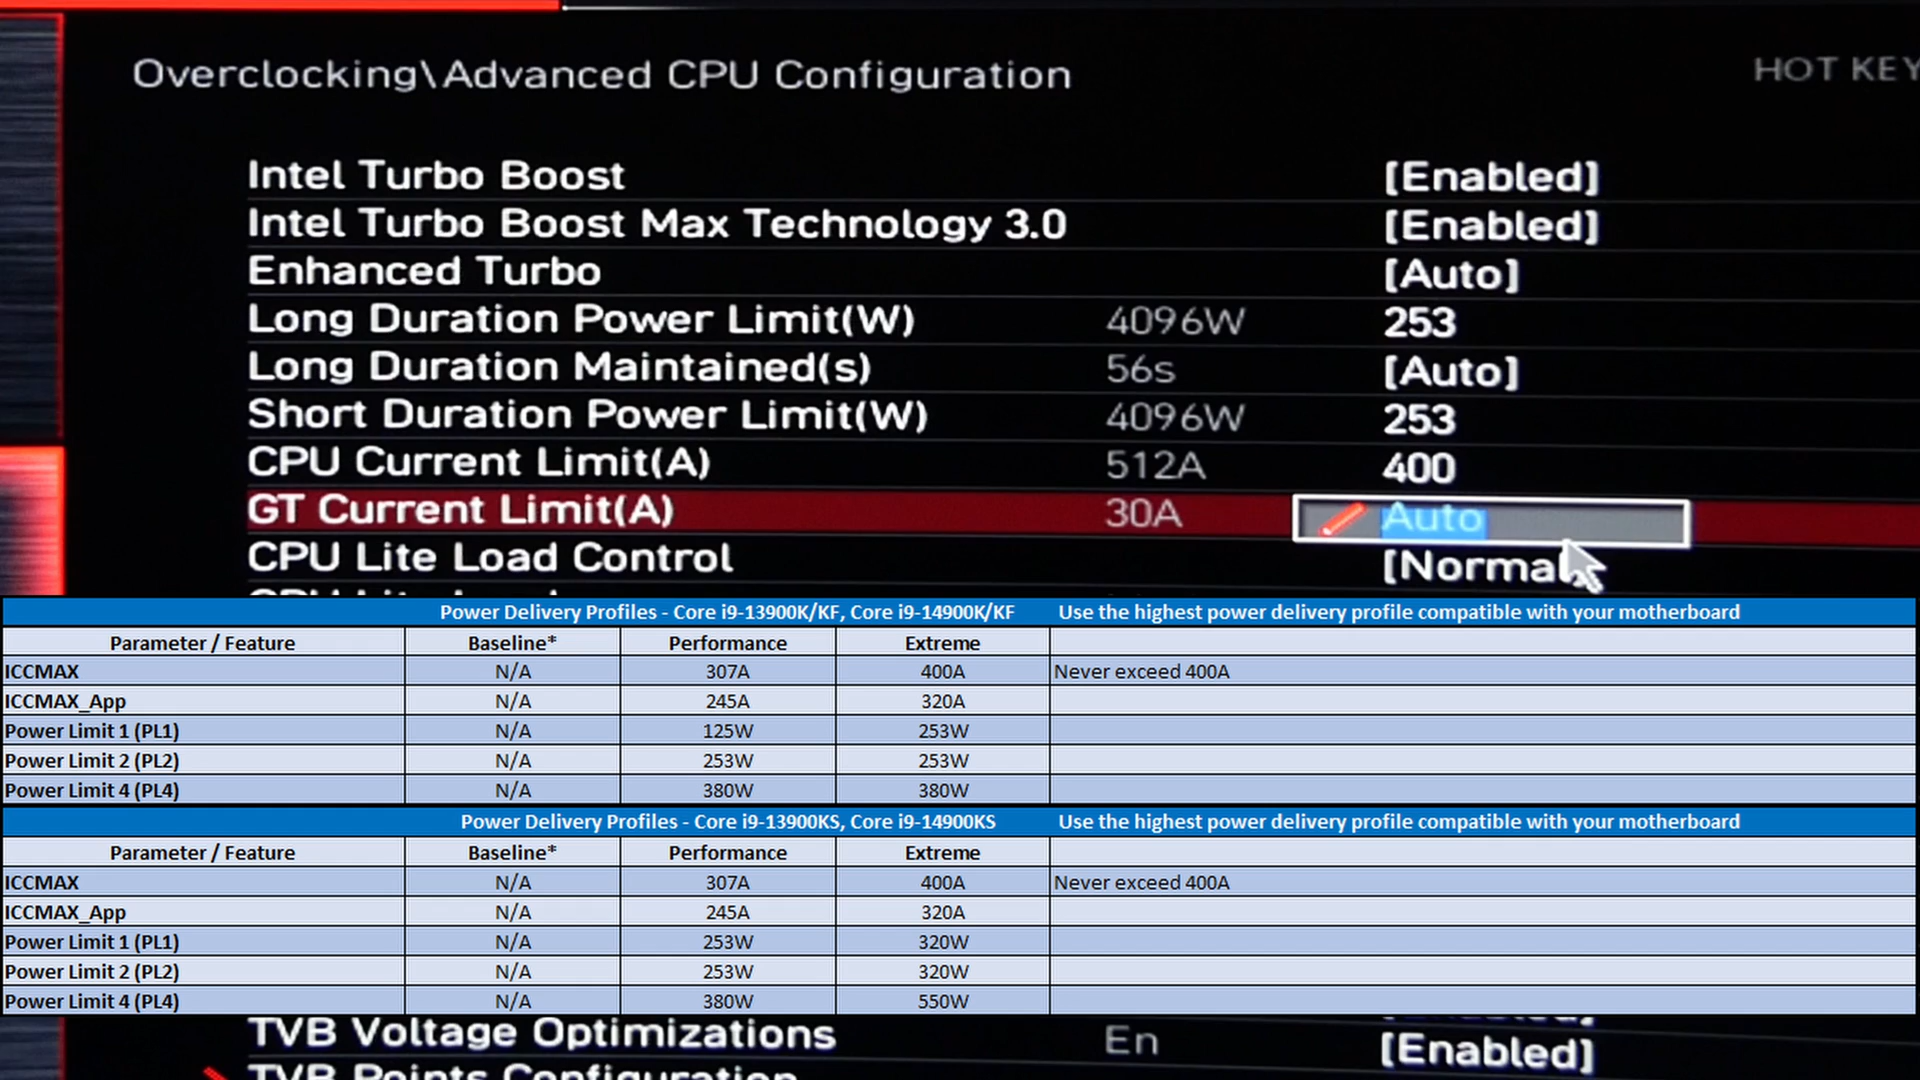 Overclocking\Advanced CPU Configuration HOT KEY
Intel Turbo Boost [Enabled]
Intel Turbo Boost Max Technology 3.0 [Enabled]
Enhanced Turbo [Auto]
Long Duration Power Limit(W) 4096W 253
Long Duration Maintained(s) 56s [Auto]
Short Duration Power Limit(W) 4096W 253
CPU Current Limit(A) 512A 400
GT Current Limit(A) 30A Auto
CPU Lite Load Control [Normal
Power Delivery Profiles - Core i9-13900K/KF, Core i9-14900K/KF Use the highest power delivery profile compatible with your motherboard
Parameter / Feature Baseline* Performance Extreme
ICCMAX N/A 307A 400A Never exceed 400A
ICCMAX_App N/A 245A 320A
Power Limit 1 (PL1) N/A 125W 253W
Power Limit 2 (PL2) N/A 253W 253W
Power Limit 4 (PL4) N/A 380W 380W
Power Delivery Profiles - Core i9-13900KS, Core i9-14900KS Use the highest power delivery profile compatible with your motherboard
Parameter / Feature Baseline* Performance Extreme
ICCMAX N/A 307A 400A Never exceed 400A
ICCMAX_App N/A 245A 320A
Power Limit 1 (PL1) N/A 253W 320W
Power Limit 2 (PL2) N/A 253W 320W
Power Limit 4 (PL4) N/A 380W 550W
TVB Voltage Optimizations En [Enabled]
TVB Points Configuration